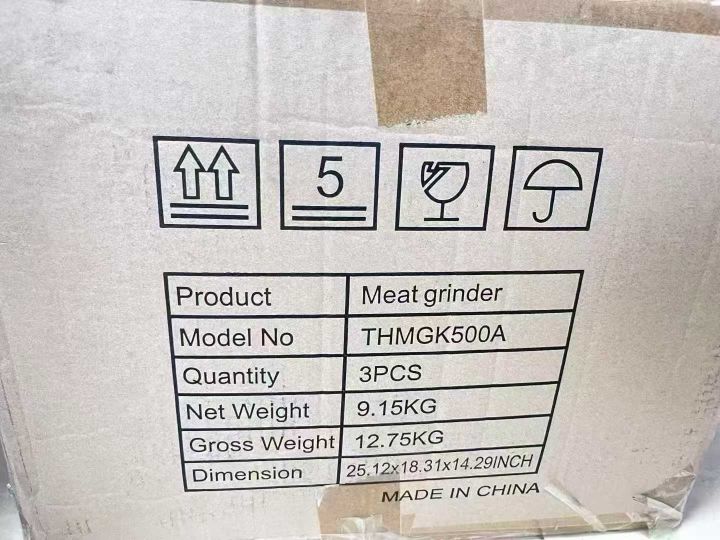 5
Product Meat grinder
Model No THMGK500A
Quantity 3PCS
Net Weight 9.15KG
Gross Weight 12.75KG
Dimension 25.12x18.31x14.29INCH
MADE IN CHINA